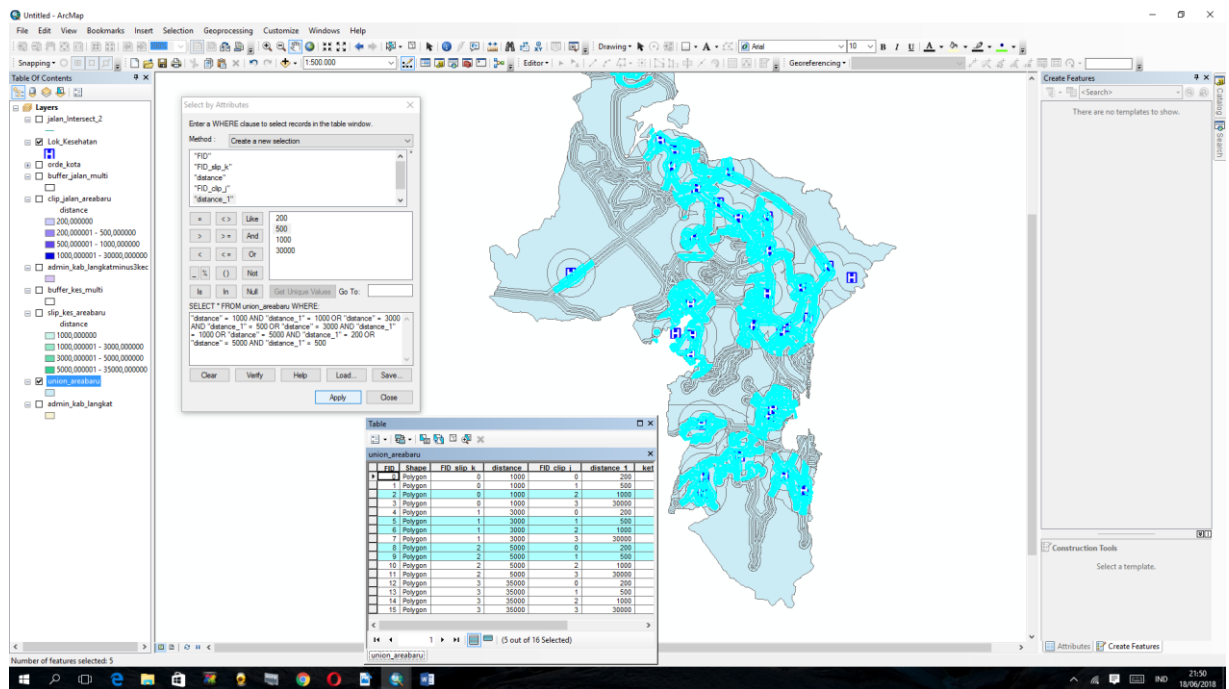 Untitled - ArcMap
File Edit View Bookmarks Insert Selection Geoprocessing Customize Windows Help
Drawing A Arial 10 B I U A
Snapping 1:500.000 Editor Georeferencing
Table Of Contents
Layers
jalan_Intersect_2
Lok_Kesehatan
H
orde_kota
buffer_jalan_multi
clip_jalan_areabaru
distance
200,000000
200,000001 - 500,000000
500,000001 - 1000,000000
1000,000001 - 30000,000000
admin_kab_langkatminus3kec
buffer_kes_multi
slip_kes_areabaru
distance
1000,000000
1000,000001 - 3000,000000
3000,000001 - 5000,000000
5000,000001 - 35000,000000
union_areabaru
admin_kab_langkat
Select by Attributes
Enter a WHERE clause to select records in the table window.
Method : Create a new selection
"FID"
"FID_slip_k"
"distance"
"FID_clip_j"
"distance_1"
= < > Like
> > = And
< < = Or
_ % () Not
Is In Null Get Unique Values Go To:
200
500
1000
30000
SELECT * FROM union_areabaru WHERE:
"distance" = 1000 AND "distance_1" = 1000 OR "distance" = 3000
AND "distance_1" = 500 OR "distance" = 3000 AND "distance_1"
= 1000 OR "distance" = 5000 AND "distance_1" = 200 OR
"distance" = 5000 AND "distance_1" = 500
Clear Verify Help Load... Save...
Apply Close
Table
union_areabaru
FID Shape FID_slip_k distance FID_clip_j distance_1 ket
0 Polygon 0 1000 0 200
1 Polygon 0 1000 1 500
2 Polygon 0 1000 2 1000
3 Polygon 0 1000 3 30000
4 Polygon 1 3000 0 200
5 Polygon 1 3000 1 500
6 Polygon 1 3000 2 1000
7 Polygon 1 3000 3 30000
8 Polygon 2 5000 0 200
9 Polygon 2 5000 1 500
10 Polygon 2 5000 2 1000
11 Polygon 2 5000 3 30000
12 Polygon 3 35000 0 200
13 Polygon 3 35000 1 500
14 Polygon 3 35000 2 1000
15 Polygon 3 35000 3 30000
1 (5 out of 16 Selected)
union_areabaru
Create Features
<Search>
There are no templates to show.
Construction Tools
Select a template.
Attributes Create Features
Catalog
Search
Number of features selected: 5
IND
21:50
18/06/2018